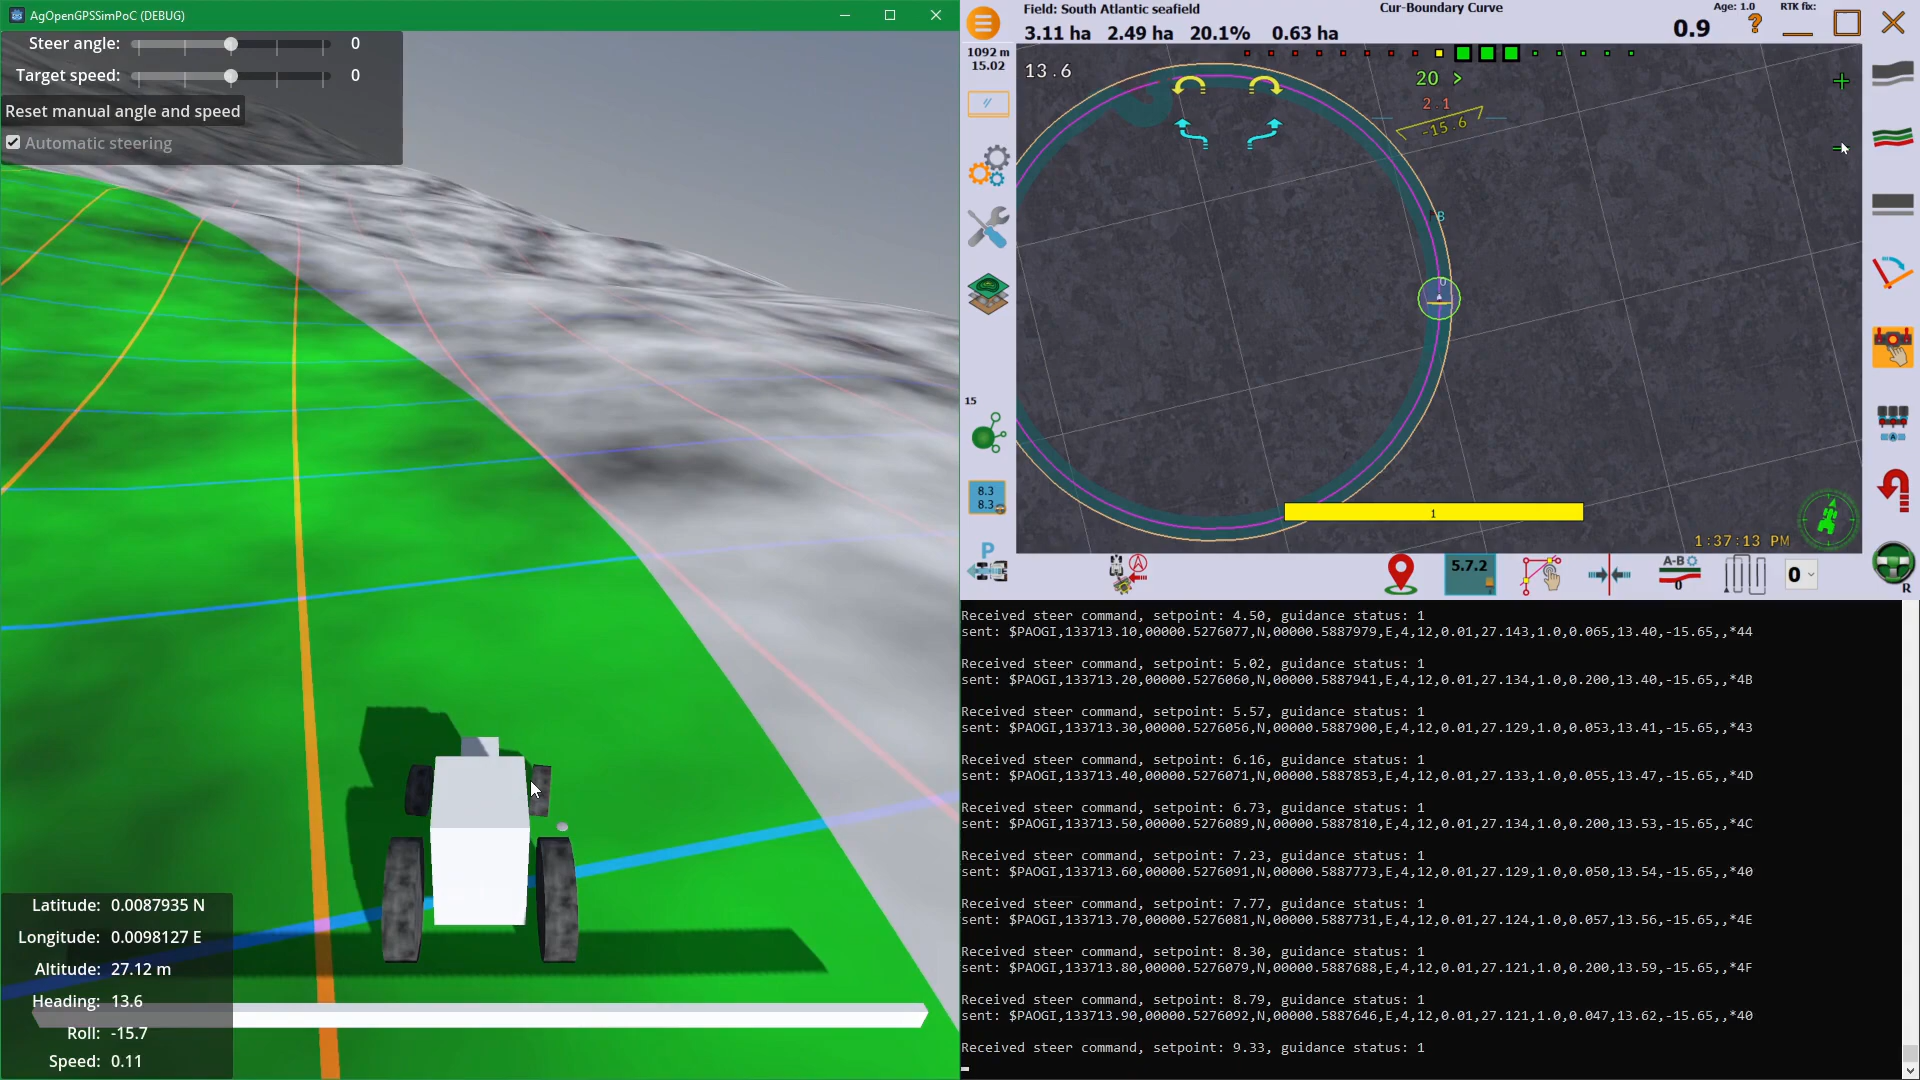 AgOpenGPSSimPoC (DEBUG)
Steer angle: 0
Target speed: 0
Reset manual angle and speed
Automatic steering
Latitude: 0.0087935 N
Longitude: 0.0098127 E
Altitude: 27.12 m
Heading: 13.6
Roll: -15.7
Speed: 0.11
Field: South Atlantic seafield
Cur-Boundary Curve
Age: 1.0
RTK fix:
3.11 ha 2.49 ha 20.1% 0.63 ha
0.9
?
1092 m
15.02
13.6
20 >
2.1
-15.6
B
15
8.3
8.3
1
1:37:13 PM
P
A
5.7.2
A-B
0
0
R
Received steer command, setpoint: 4.50, guidance status: 1
sent: $PAOGI,133713.10,00000.5276077,N,00000.5887979,E,4,12,0.01,27.143,1.0,0.065,13.40,-15.65,,*44
Received steer command, setpoint: 5.02, guidance status: 1
sent: $PAOGI,133713.20,00000.5276060,N,00000.5887941,E,4,12,0.01,27.134,1.0,0.200,13.40,-15.65,,*4B
Received steer command, setpoint: 5.57, guidance status: 1
sent: $PAOGI,133713.30,00000.5276056,N,00000.5887900,E,4,12,0.01,27.129,1.0,0.053,13.41,-15.65,,*43
Received steer command, setpoint: 6.16, guidance status: 1
sent: $PAOGI,133713.40,00000.5276071,N,00000.5887853,E,4,12,0.01,27.133,1.0,0.055,13.47,-15.65,,*4D
Received steer command, setpoint: 6.73, guidance status: 1
sent: $PAOGI,133713.50,00000.5276089,N,00000.5887810,E,4,12,0.01,27.134,1.0,0.200,13.53,-15.65,,*4C
Received steer command, setpoint: 7.23, guidance status: 1
sent: $PAOGI,133713.60,00000.5276091,N,00000.5887773,E,4,12,0.01,27.129,1.0,0.050,13.54,-15.65,,*40
Received steer command, setpoint: 7.77, guidance status: 1
sent: $PAOGI,133713.70,00000.5276081,N,00000.5887731,E,4,12,0.01,27.124,1.0,0.057,13.56,-15.65,,*4E
Received steer command, setpoint: 8.30, guidance status: 1
sent: $PAOGI,133713.80,00000.5276079,N,00000.5887688,E,4,12,0.01,27.121,1.0,0.200,13.59,-15.65,,*4F
Received steer command, setpoint: 8.79, guidance status: 1
sent: $PAOGI,133713.90,00000.5276092,N,00000.5887646,E,4,12,0.01,27.121,1.0,0.047,13.62,-15.65,,*40
Received steer command, setpoint: 9.33, guidance status: 1